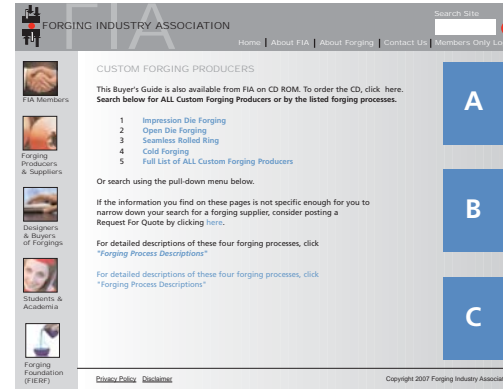 FIA
FORGING INDUSTRY ASSOCIATION
Search Site
Home | About FIA | About Forging | Contact Us | Members Only
CUSTOM FORGING PRODUCERS
This Buyer's Guide is also available from FIA on CD ROM. To order the CD, click here.
Search below for ALL Custom Forging Producers or by the listed forging processes.
1 Impression Die Forging
2 Open Die Forging
3 Seamless Rolled Ring
4 Cold Forging
5 Full List of ALL Custom Forging Producers
Or search using the pull-down menu below.
If the information you find on these pages is not specific enough for you to
narrow down your search for a forging supplier, consider posting a
Request For Quote by clicking here.
For detailed descriptions of these four forging processes, click
"Forging Process Descriptions"
For detailed descriptions of these four forging processes, click
"Forging Process Descriptions"
FIA Members
Forging
Producers
& Suppliers
Designers
& Buyers
of Forgings
Students &
Academia
Forging
Foundation
(FIERF)
A
B
C
Privacy Policy Disclaimer
Copyright 2007 Forging Industry